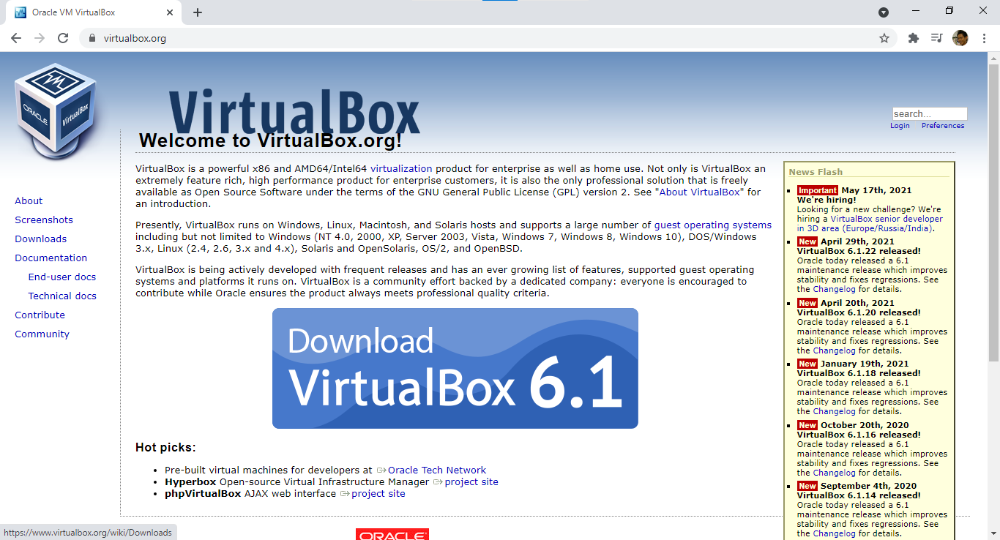 Oracle VM VirtualBox
virtualbox.org
ORACLE
VirtualBox
VirtualBox
search...
Login Preferences
Welcome to VirtualBox.org!
About
Screenshots
Downloads
Documentation
End-user docs
Technical docs
Contribute
Community
VirtualBox is a powerful x86 and AMD64/Intel64 virtualization product for enterprise as well as home use. Not only is VirtualBox an
extremely feature rich, high performance product for enterprise customers, it is also the only professional solution that is freely
available as Open Source Software under the terms of the GNU General Public License (GPL) version 2. See "About VirtualBox" for
an introduction.
Presently, VirtualBox runs on Windows, Linux, Macintosh, and Solaris hosts and supports a large number of guest operating systems
including but not limited to Windows (NT 4.0, 2000, XP, Server 2003, Vista, Windows 7, Windows 8, Windows 10), DOS/Windows
3.x, Linux (2.4, 2.6, 3.x and 4.x), Solaris and OpenSolaris, OS/2, and OpenBSD.
VirtualBox is being actively developed with frequent releases and has an ever growing list of features, supported guest operating
systems and platforms it runs on. VirtualBox is a community effort backed by a dedicated company: everyone is encouraged to
contribute while Oracle ensures the product always meets professional quality criteria.
Download
VirtualBox 6.1
Hot picks:
Pre-built virtual machines for developers at Oracle Tech Network
Hyperbox Open-source Virtual Infrastructure Manager project site
phpVirtualBox AJAX web interface project site
News Flash
Important May 17th, 2021
We're hiring!
Looking for a new challenge? We're
hiring a VirtualBox senior developer
in 3D area (Europe/Russia/India).
New April 29th, 2021
VirtualBox 6.1.22 released!
Oracle today released a 6.1
maintenance release which improves
stability and fixes regressions. See
the Changelog for details.
New April 20th, 2021
VirtualBox 6.1.20 released!
Oracle today released a 6.1
maintenance release which improves
stability and fixes regressions. See
the Changelog for details.
New January 19th, 2021
VirtualBox 6.1.18 released!
Oracle today released a 6.1
maintenance release which improves
stability and fixes regressions. See
the Changelog for details.
New October 20th, 2020
VirtualBox 6.1.16 released!
Oracle today released a 6.1
maintenance release which improves
stability and fixes regressions. See
the Changelog for details.
New September 4th, 2020
VirtualBox 6.1.14 released!
Oracle today released a 6.1
maintenance release which improves
stability and fixes regressions. See
the Changelog for details.
https://www.virtualbox.org/wiki/Downloads
ORACLE